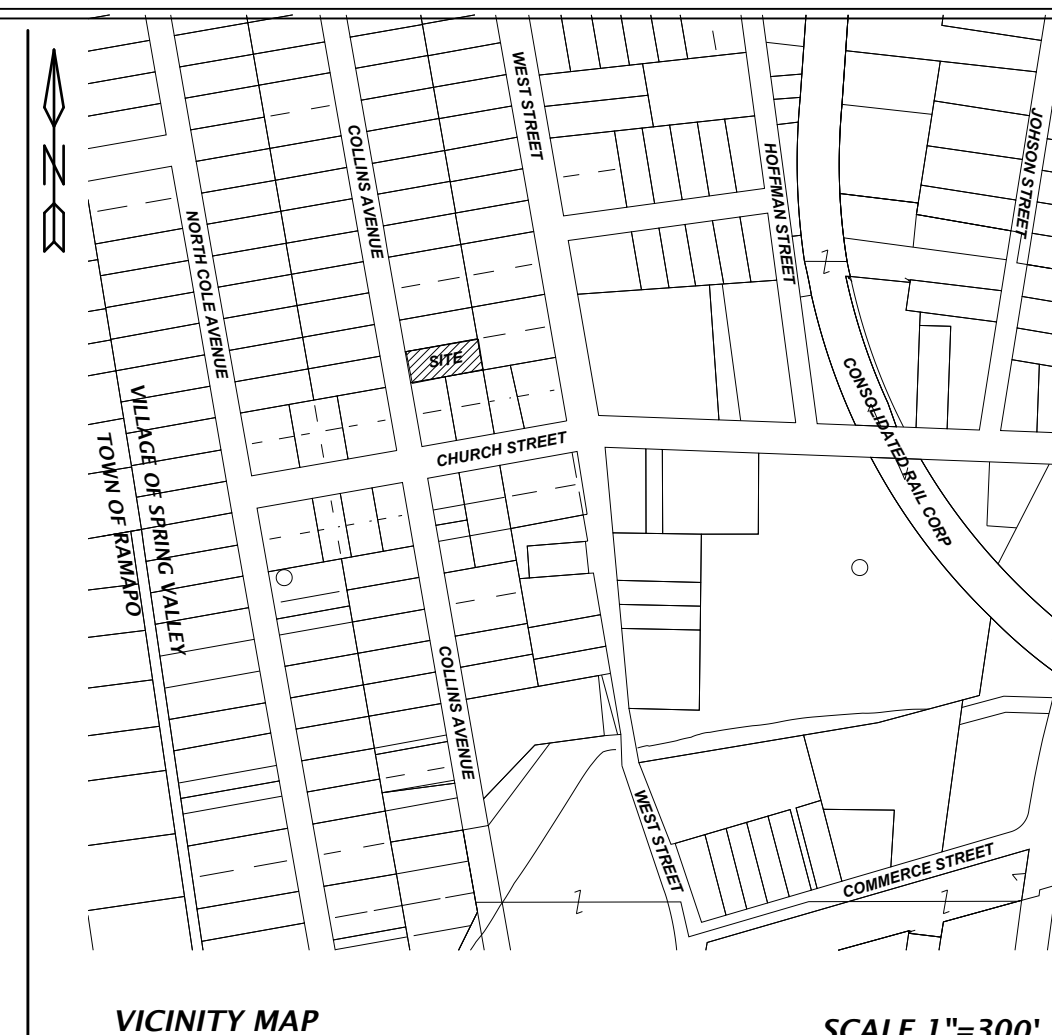 N
WEST STREET
COLLINS AVENUE
HOFFMAN STREET
JOHSON STREET
NORTH COLE AVENUE
SITE
CONSOLIDATED RAIL CORP
VILLAGE OF SPRING VALLEY
TOWN OF RAMAPO
CHURCH STREET
COLLINS AVENUE
WEST STREET
COMMERCE STREET
VICINITY MAP
SCALE 1"=300'